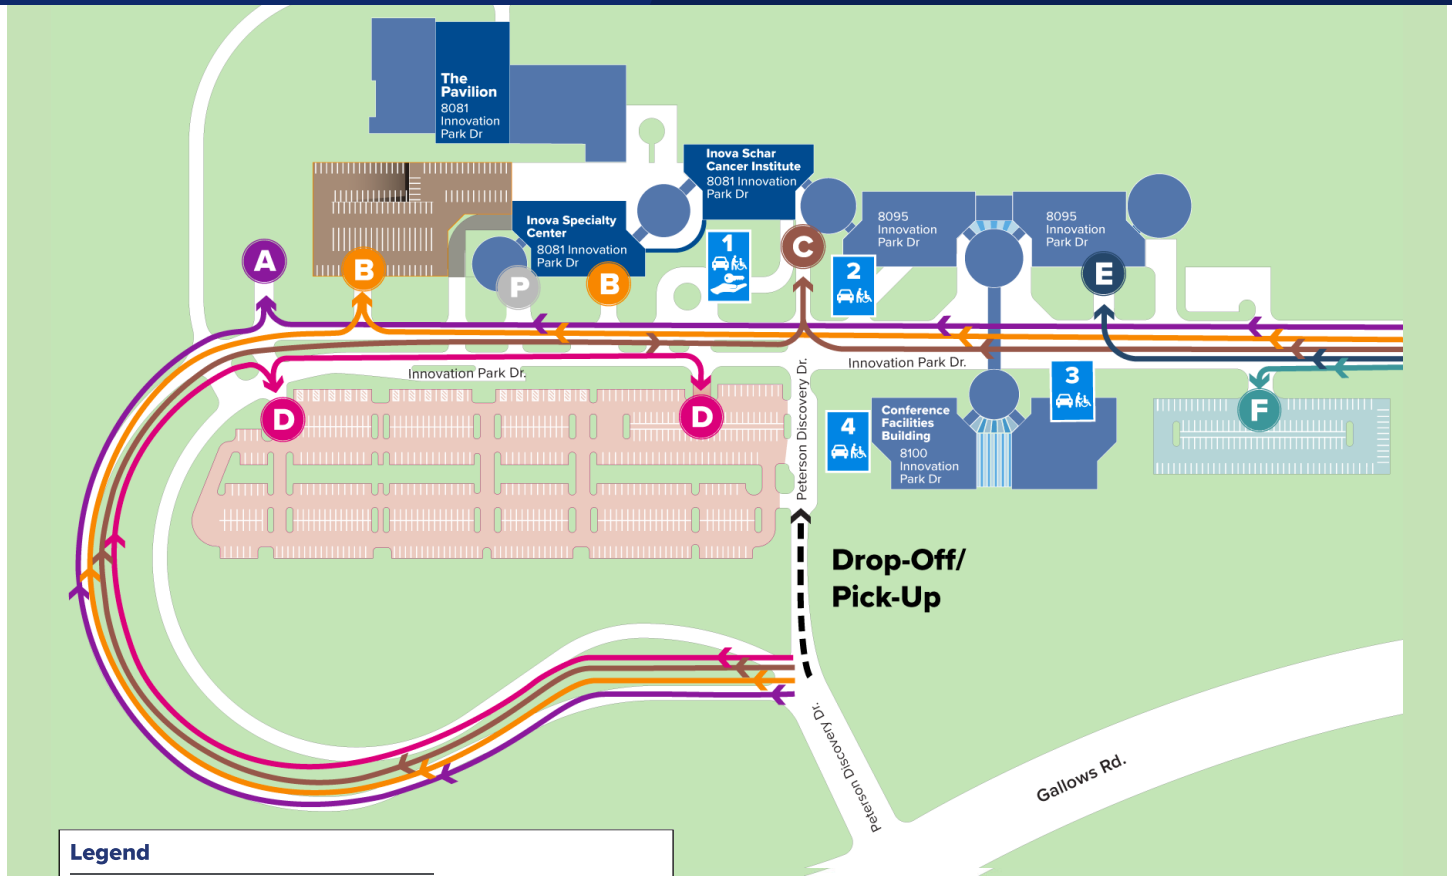 The
Pavilion
8081
Innovation
Park Dr
Inova Schar
Cancer Institute
8081 Innovation
Park Dr
Inova Specialty
Center
8081 Innovation
Park Dr
8095
Innovation
Park Dr
8095
Innovation
Park Dr
1
2
A
B
P
B
C
E
Innovation Park Dr.
Innovation Park Dr.
Peterson Discovery Dr.
D
D
3
F
4
Conference
Facilities
Building
8100
Innovation
Park Dr
Drop-Off/
Pick-Up
Peterson Discovery Dr.
Gallows Rd.
Legend